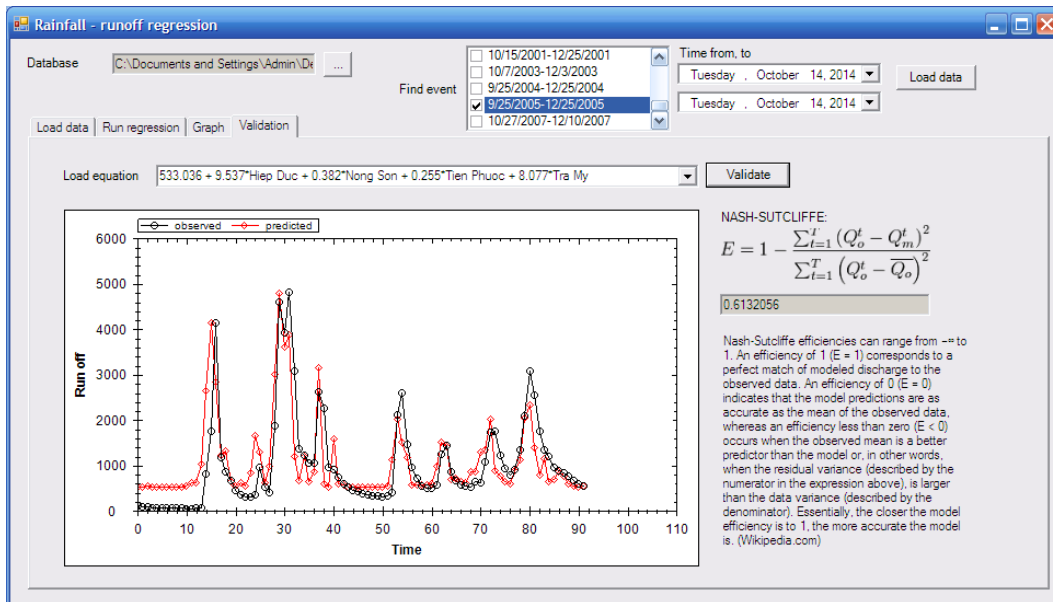 Rainfall - runoff regression
Database
C:\Documents and Settings\Admin\De
...
Find event
10/15/2001-12/25/2001
10/7/2003-12/3/2003
9/25/2004-12/25/2004
9/25/2005-12/25/2005
10/27/2007-12/10/2007
Time from, to
Tuesday , October 14, 2014
Tuesday , October 14, 2014
Load data
Load data
Run regression
Graph
Validation
Load equation
533.036 + 9.537*Hiep Duc + 0.382*Nong Son + 0.255*Tien Phuoc + 8.077*Tra My
Validate
observed
predicted
6000
5000
4000
3000
2000
1000
0
Run off
0 10 20 30 40 50 60 70 80 90 100 110
Time
NASH-SUTCLIFFE:
E = 1 − \frac{\sum_{t=1}^{T} (Q_o^t − Q_m^t)^2}{\sum_{t=1}^{T} (Q_o^t − \overline{Q_o})^2}
0.6132056
Nash-Sutcliffe efficiencies can range from -∞ to
1. An efficiency of 1 (E = 1) corresponds to a
perfect match of modeled discharge to the
observed data. An efficiency of 0 (E = 0)
indicates that the model predictions are as
accurate as the mean of the observed data,
whereas an efficiency less than zero (E < 0)
occurs when the observed mean is a better
predictor than the model or, in other words,
when the residual variance (described by the
numerator in the expression above), is larger
than the data variance (described by the
denominator). Essentially, the closer the model
efficiency is to 1, the more accurate the model
is. (Wikipedia.com)